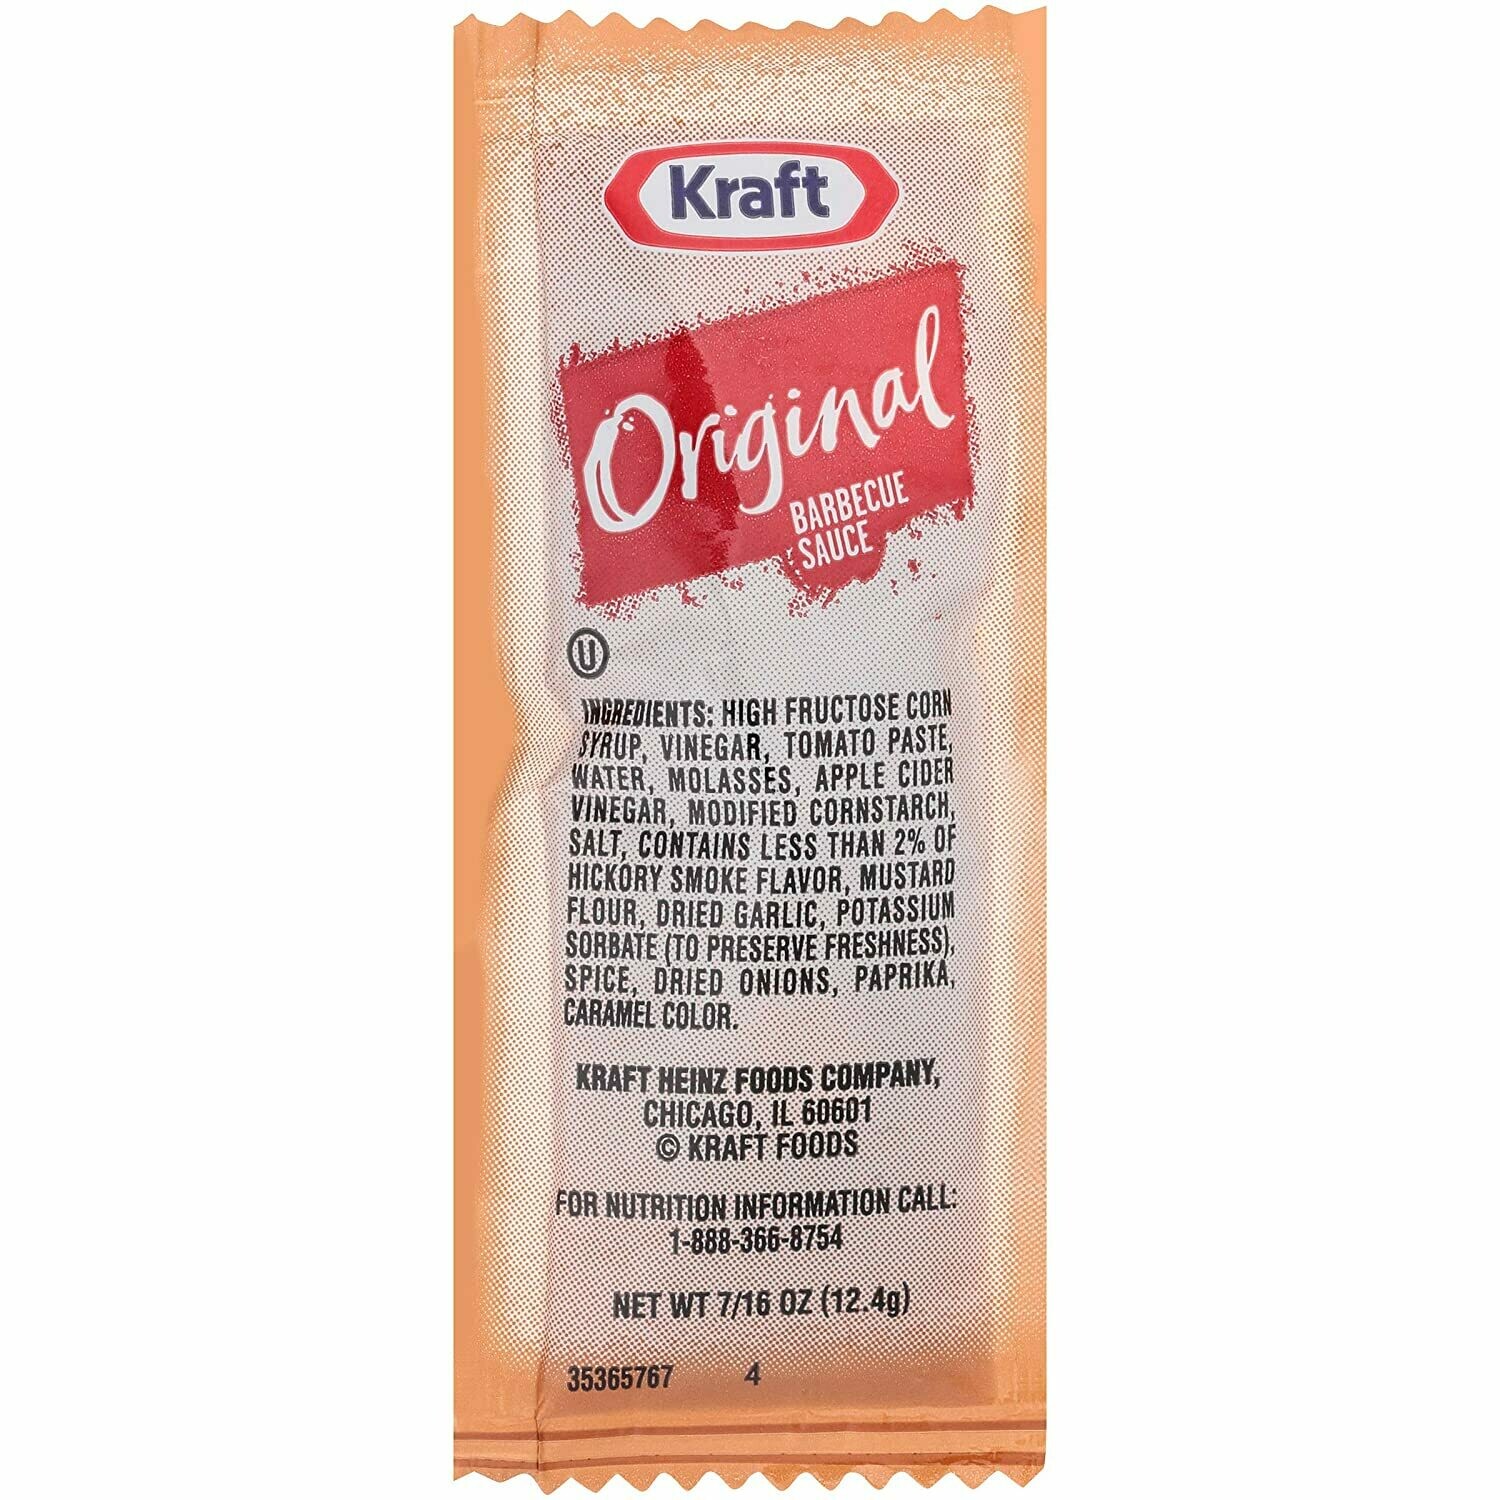 Kraft
Original
BARBECUE
SAUCE
U
INGREDIENTS: HIGH FRUCTOSE CORN
SYRUP, VINEGAR, TOMATO PASTE,
WATER, MOLASSES, APPLE CIDER
VINEGAR, MODIFIED CORNSTARCH,
SALT, CONTAINS LESS THAN 2% OF
HICKORY SMOKE FLAVOR, MUSTARD
FLOUR, DRIED GARLIC, POTASSIUM
SORBATE (TO PRESERVE FRESHNESS),
SPICE, DRIED ONIONS, PAPRIKA,
CARAMEL COLOR.
KRAFT HEINZ FOODS COMPANY,
CHICAGO, IL 60601
© KRAFT FOODS
FOR NUTRITION INFORMATION CALL:
1-888-366-8754
NET WT 7/16 OZ (12.4g)
35365767 4